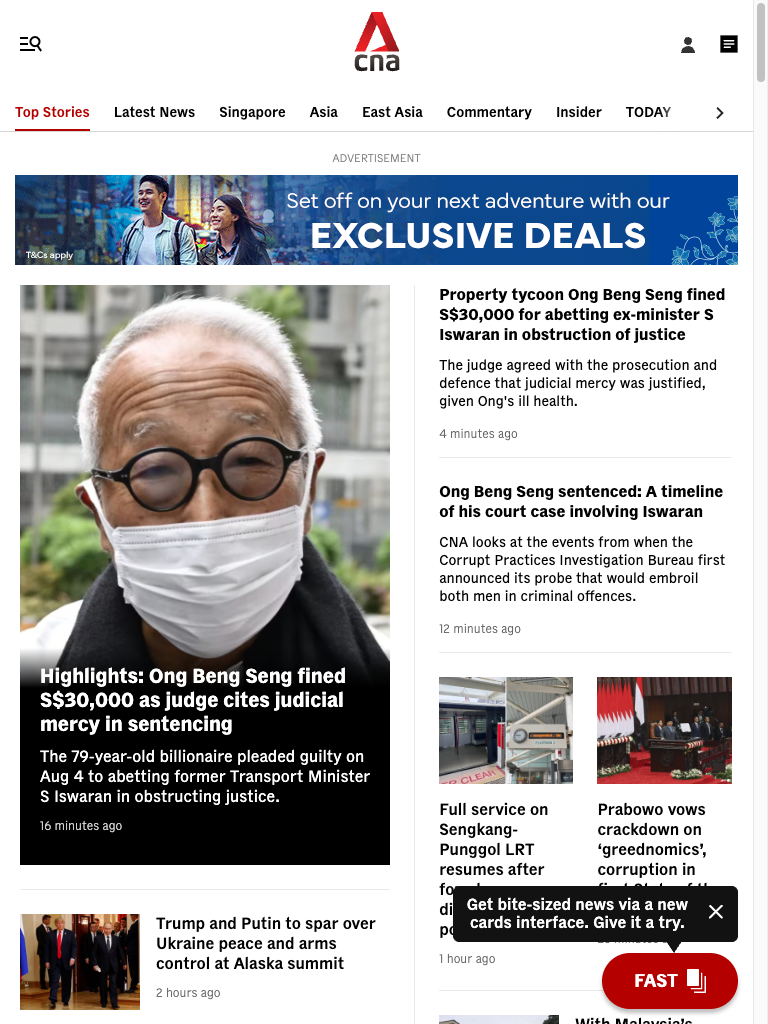 cna
Top Stories
Latest News
Singapore
Asia
East Asia
Commentary
Insider
TODAY
ADVERTISEMENT
Set off on your next adventure with our
EXCLUSIVE DEALS
T&Cs apply
Highlights: Ong Beng Seng fined
S$30,000 as judge cites judicial
mercy in sentencing
The 79-year-old billionaire pleaded guilty on
Aug 4 to abetting former Transport Minister
S Iswaran in obstructing justice.
16 minutes ago
Trump and Putin to spar over
Ukraine peace and arms
control at Alaska summit
2 hours ago
Property tycoon Ong Beng Seng fined
S$30,000 for abetting ex-minister S
Iswaran in obstruction of justice
The judge agreed with the prosecution and
defence that judicial mercy was justified,
given Ong's ill health.
4 minutes ago
Ong Beng Seng sentenced: A timeline
of his court case involving Iswaran
CNA looks at the events from when the
Corrupt Practices Investigation Bureau first
announced its probe that would embroil
both men in criminal offences.
12 minutes ago
Full service on
Sengkang-
Punggol LRT
resumes after
1 hour ago
Prabowo vows
crackdown on
‘greednomics’,
corruption in
Get bite-sized news via a new
cards interface. Give it a try.
FAST
With Malaysia's